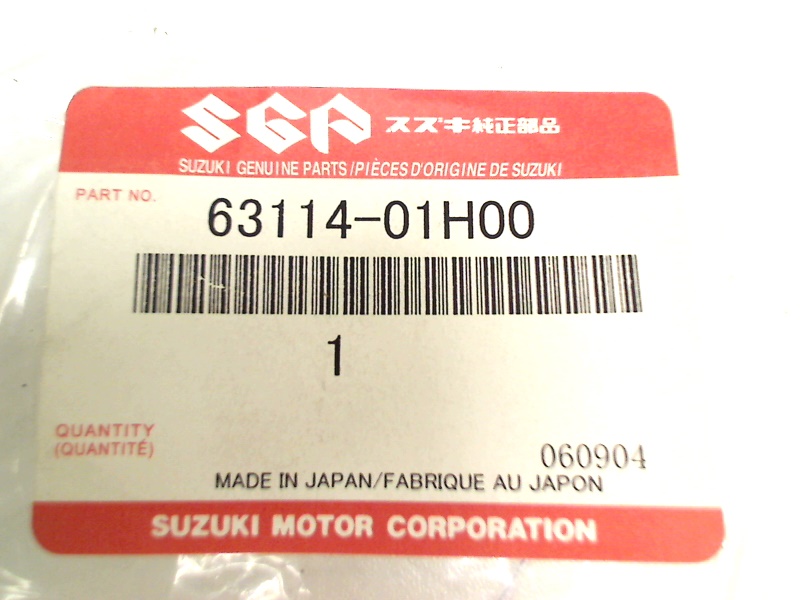 SGP スズキ純正部品
SUZUKI GENUINE PARTS/PIÈCES D'ORIGINE DE SUZUKI
PART NO.
63114-01H00
1
QUANTITY
(QUANTITÉ)
060904
MADE IN JAPAN/FABRIQUE AU JAPON
SUZUKI MOTOR CORPORATION